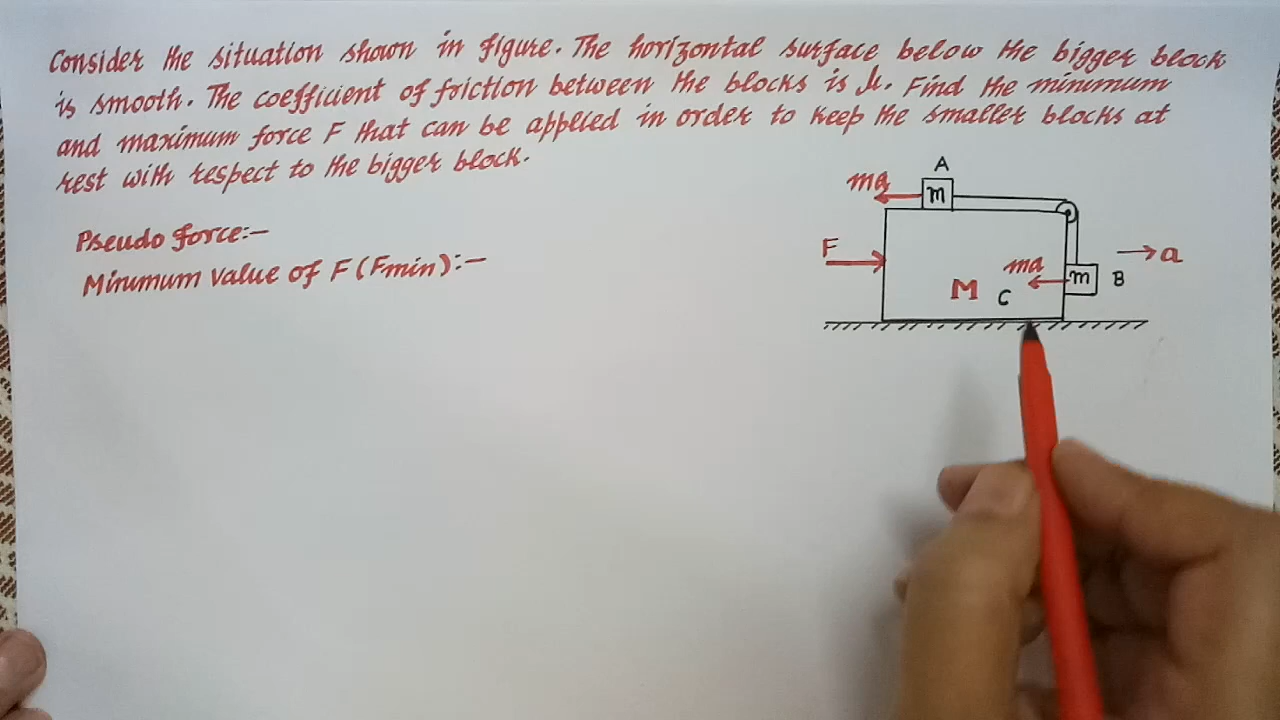 Consider the situation shown in figure. The horizontal surface below the bigger block
is smooth. The coefficient of friction between the blocks is μ. Find the minimum
and maximum force F that can be applied in order to keep the smaller blocks at
rest with respect to the bigger block.
Pseudo force:-
Minimum value of F (Fmin):-
A
ma
m
F
a
ma
m
B
M
C